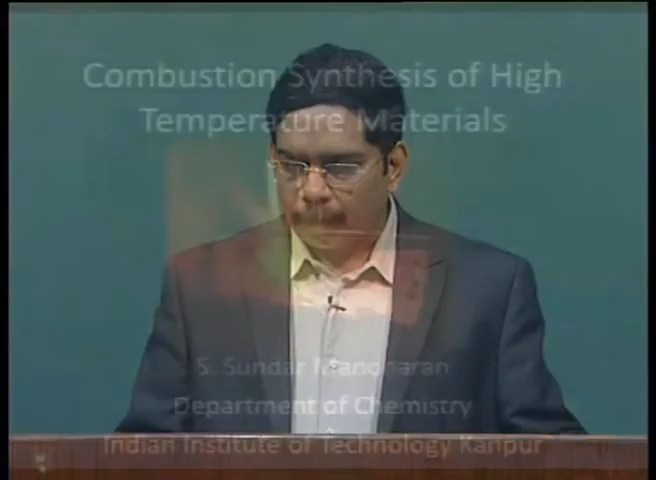 Combustion Synthesis of High
Temperature Materials
S. Sundar Manoharan
Department of Chemistry
Indian Institute of Technology Kanpur